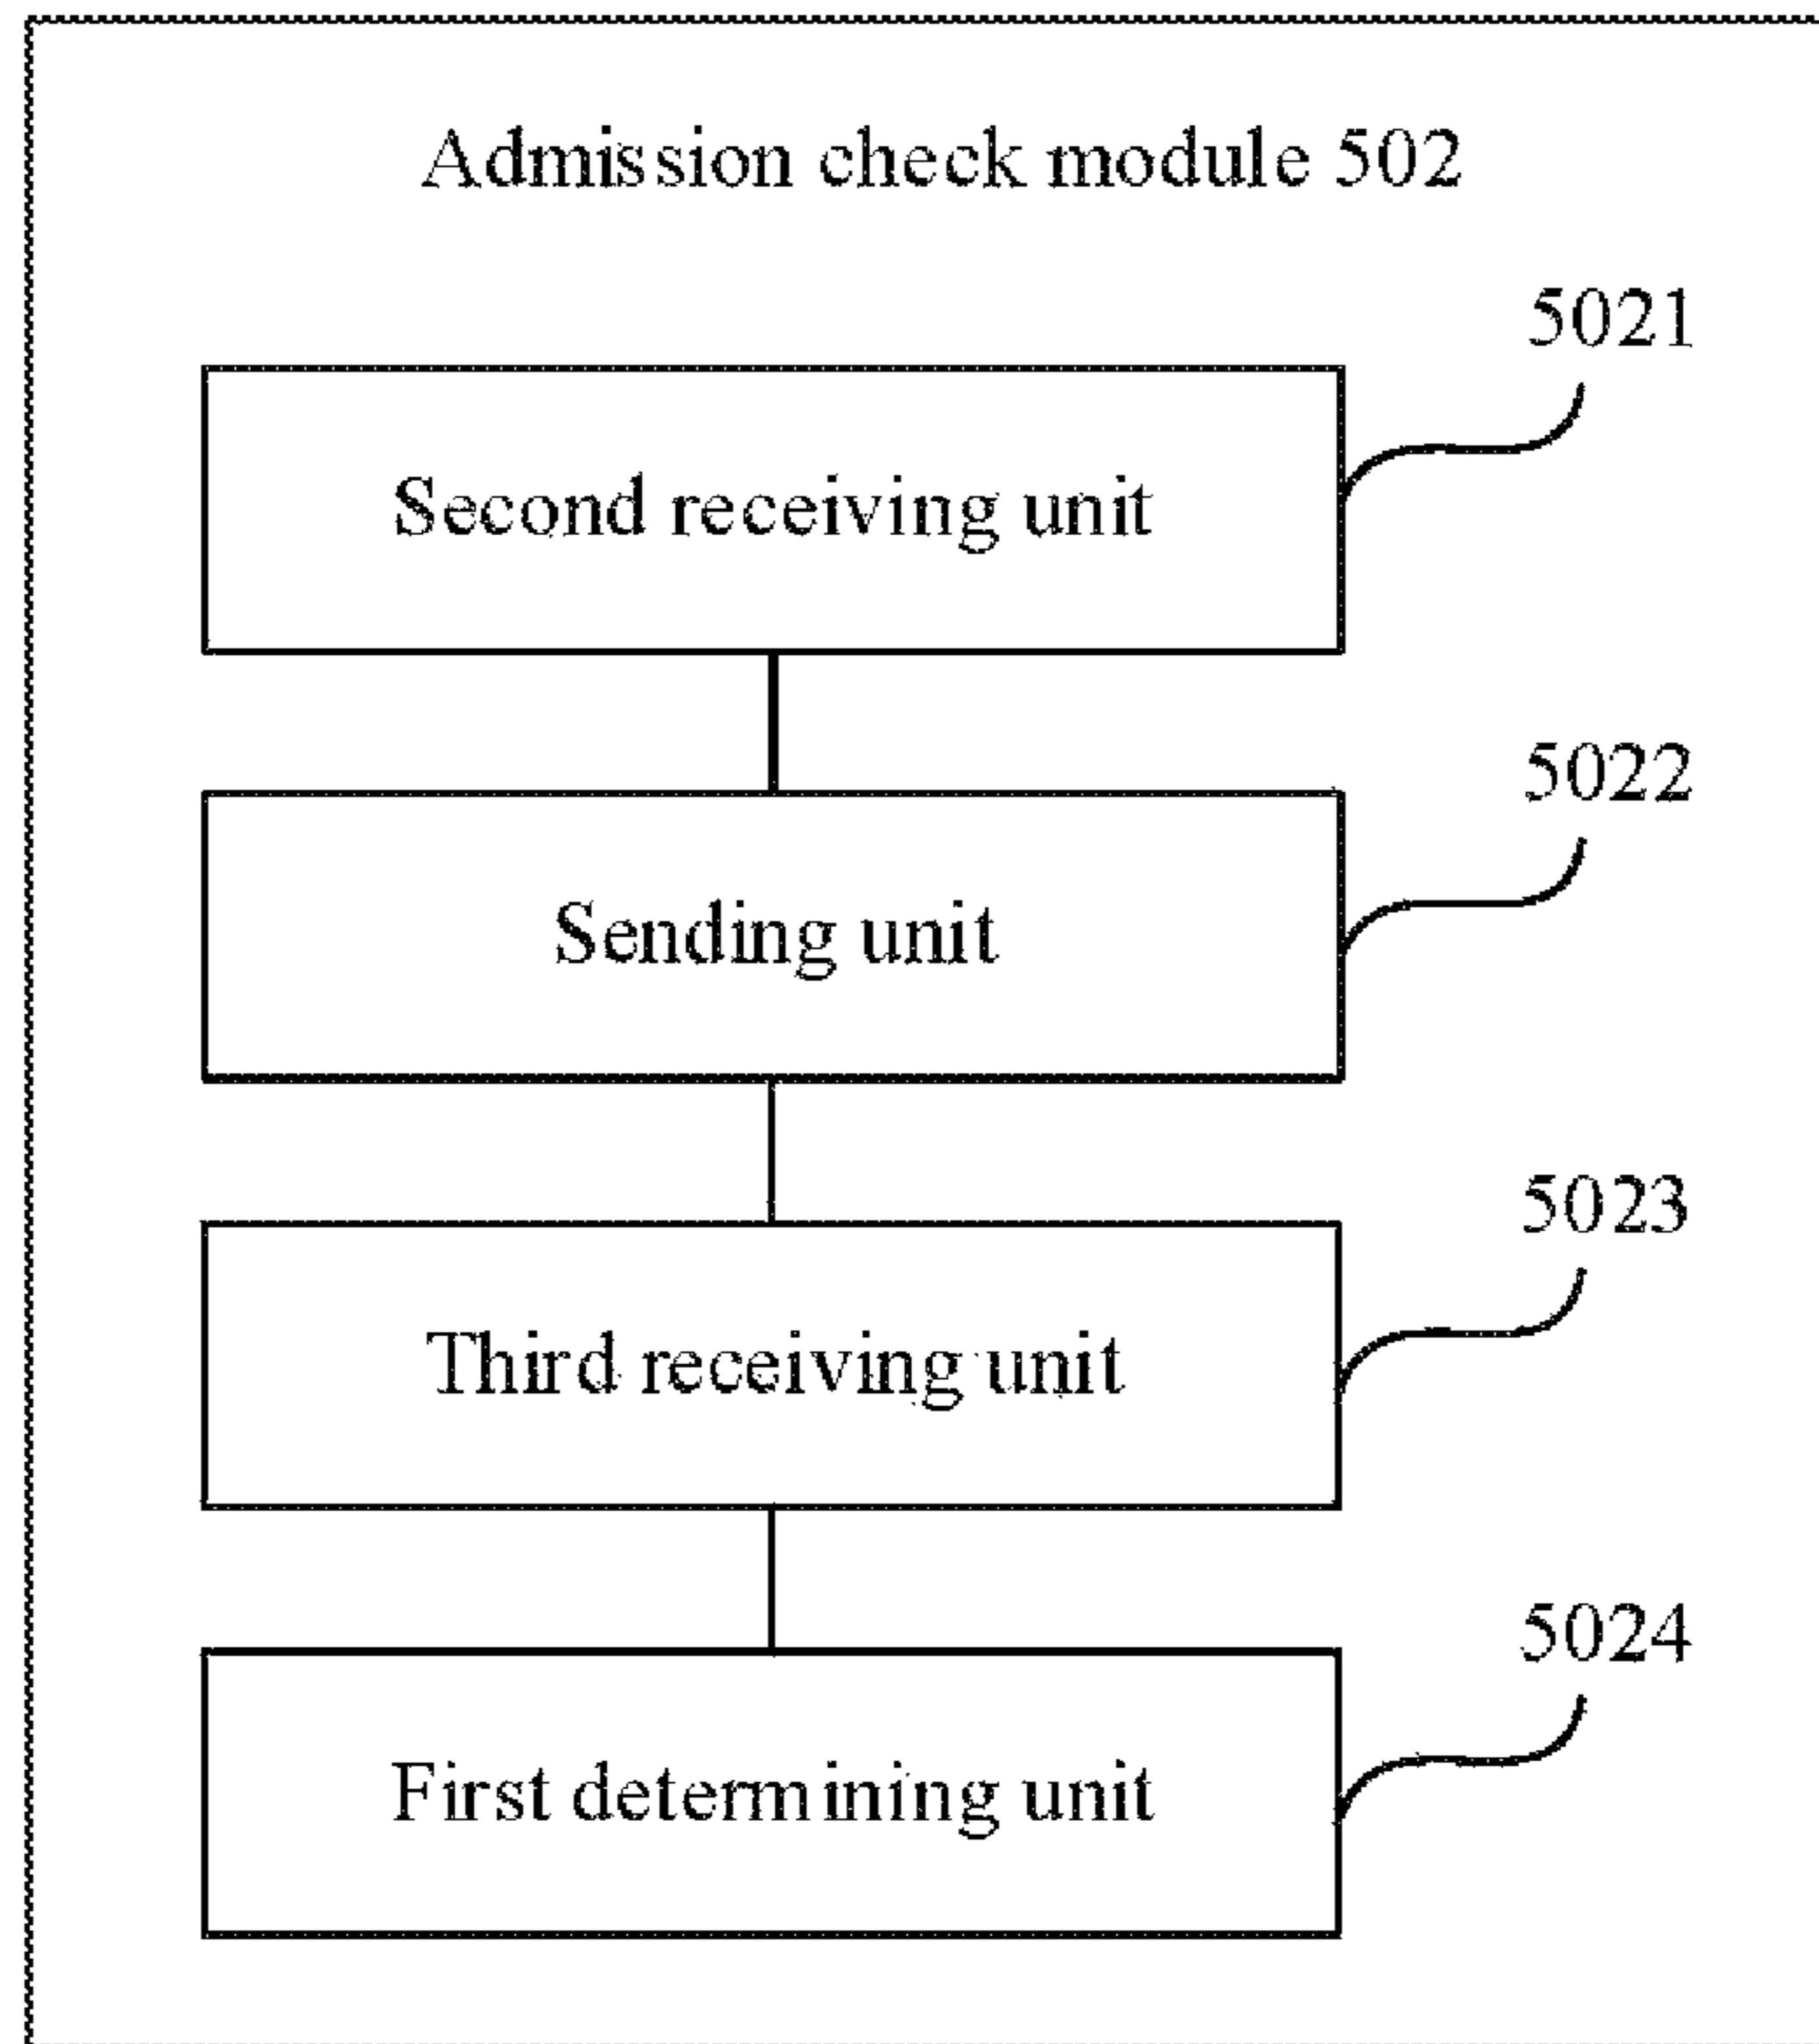 Admission check module 502
5021
Second receiving unit
5022
Sending unit
5023
Third receiving unit
5024
First determining unit